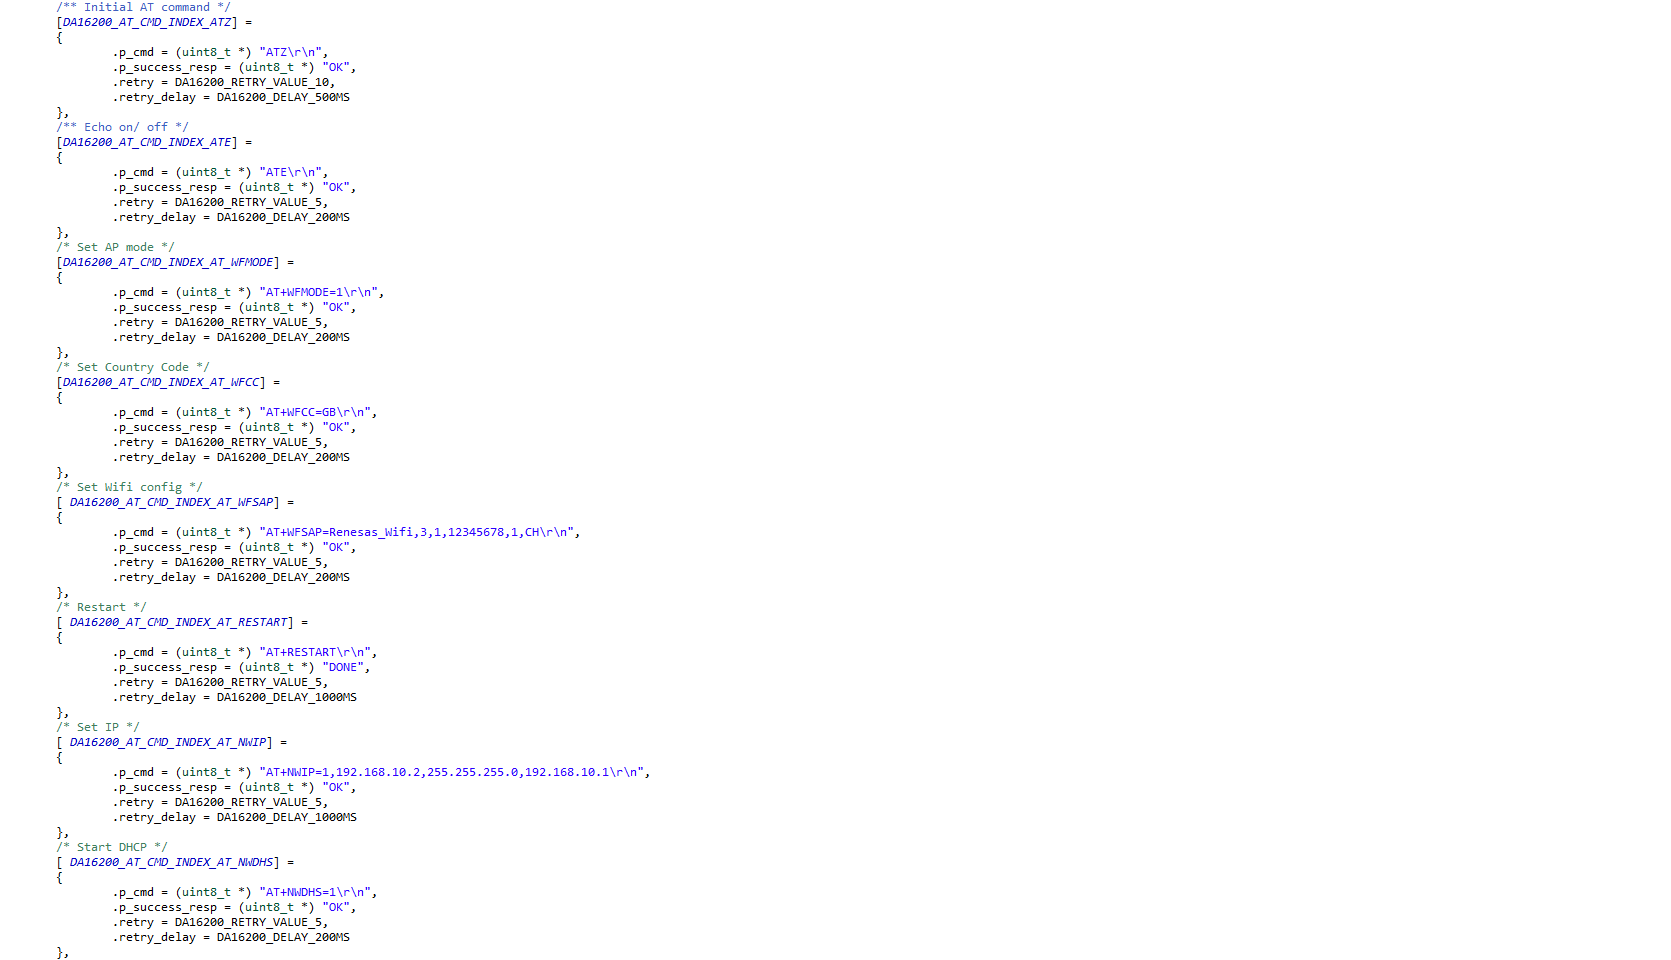 /** Initial AT command */
[DA16200_AT_CMD_INDEX_ATZ] =
{
.p_cmd = (uint8_t *) "ATZ\r\n",
.p_success_resp = (uint8_t *) "OK",
.retry = DA16200_RETRY_VALUE_10,
.retry_delay = DA16200_DELAY_500MS
},
/** Echo on/ off */
[DA16200_AT_CMD_INDEX_ATE] =
{
.p_cmd = (uint8_t *) "ATE\r\n",
.p_success_resp = (uint8_t *) "OK",
.retry = DA16200_RETRY_VALUE_5,
.retry_delay = DA16200_DELAY_200MS
},
/* Set AP mode */
[DA16200_AT_CMD_INDEX_AT_WFMODE] =
{
.p_cmd = (uint8_t *) "AT+WFMODE=1\r\n",
.p_success_resp = (uint8_t *) "OK",
.retry = DA16200_RETRY_VALUE_5,
.retry_delay = DA16200_DELAY_200MS
},
/* Set Country Code */
[DA16200_AT_CMD_INDEX_AT_WFCC] =
{
.p_cmd = (uint8_t *) "AT+WFCC=GB\r\n",
.p_success_resp = (uint8_t *) "OK",
.retry = DA16200_RETRY_VALUE_5,
.retry_delay = DA16200_DELAY_200MS
},
/* Set Wifi config */
[ DA16200_AT_CMD_INDEX_AT_WFSAP] =
{
.p_cmd = (uint8_t *) "AT+WFSAP=Renesas_Wifi,3,1,12345678,1,CH\r\n",
.p_success_resp = (uint8_t *) "OK",
.retry = DA16200_RETRY_VALUE_5,
.retry_delay = DA16200_DELAY_200MS
},
/* Restart */
[ DA16200_AT_CMD_INDEX_AT_RESTART] =
{
.p_cmd = (uint8_t *) "AT+RESTART\r\n",
.p_success_resp = (uint8_t *) "DONE",
.retry = DA16200_RETRY_VALUE_5,
.retry_delay = DA16200_DELAY_1000MS
},
/* Set IP */
[ DA16200_AT_CMD_INDEX_AT_NWIP] =
{
.p_cmd = (uint8_t *) "AT+NWIP=1,192.168.10.2,255.255.255.0,192.168.10.1\r\n",
.p_success_resp = (uint8_t *) "OK",
.retry = DA16200_RETRY_VALUE_5,
.retry_delay = DA16200_DELAY_1000MS
},
/* Start DHCP */
[ DA16200_AT_CMD_INDEX_AT_NWDHS] =
{
.p_cmd = (uint8_t *) "AT+NWDHS=1\r\n",
.p_success_resp = (uint8_t *) "OK",
.retry = DA16200_RETRY_VALUE_5,
.retry_delay = DA16200_DELAY_200MS
},